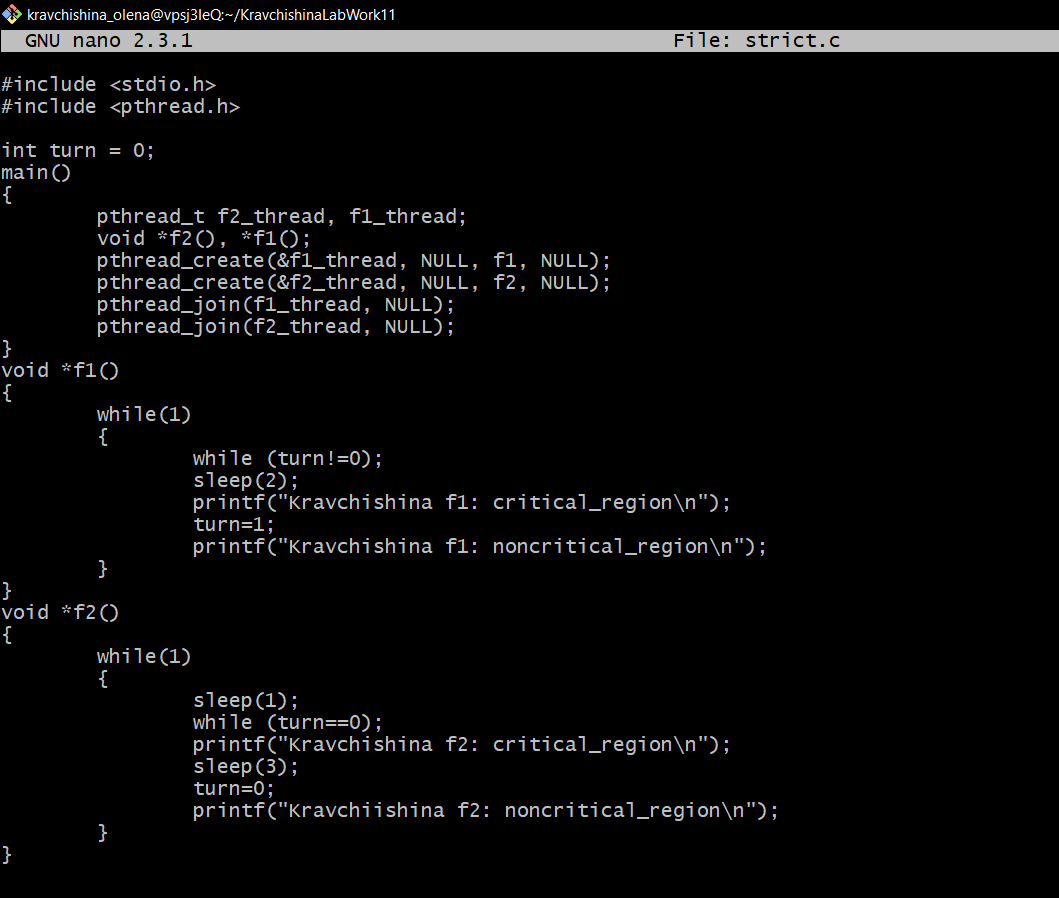 kravchishina_olena@vpsj3IeQ:~/KravchishinaLabWork11
GNU nano 2.3.1 File: strict.c
#include <stdio.h>
#include <pthread.h>
int turn = 0;
main()
{
pthread_t f2_thread, f1_thread;
void *f2(), *f1();
pthread_create(&f1_thread, NULL, f1, NULL);
pthread_create(&f2_thread, NULL, f2, NULL);
pthread_join(f1_thread, NULL);
pthread_join(f2_thread, NULL);
}
void *f1()
{
while(1)
{
while (turn!=0);
sleep(2);
printf("Kravchishina f1: critical_region\n");
turn=1;
printf("Kravchishina f1: noncritical_region\n");
}
}
void *f2()
{
while(1)
{
sleep(1);
while (turn==0);
printf("Kravchishina f2: critical_region\n");
sleep(3);
turn=0;
printf("Kravchiishina f2: noncritical_region\n");
}
}